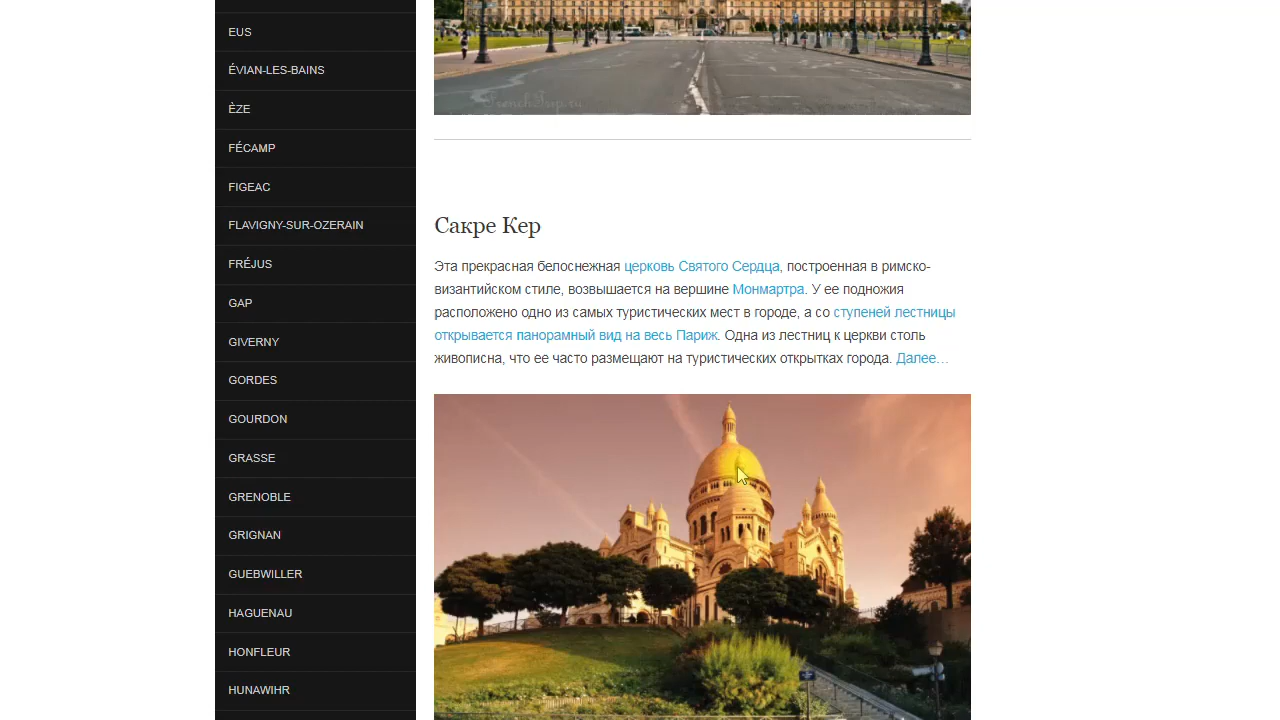 EUS
ÉVIAN-LES-BAINS
ÈZE
FÉCAMP
FIGEAC
FLAVIGNY-SUR-OZERAIN
FRÉJUS
GAP
GIVERNY
GORDES
GOURDON
GRASSE
GRENOBLE
GRIGNAN
GUEBWILLER
HAGUENAU
HONFLEUR
HUNAWIHR
Сакре Кер
Эта прекрасная белоснежная церковь Святого Сердца, построенная в римско-
византийском стиле, возвышается на вершине Монмартра. У ее подножия
расположено одно из самых туристических мест в городе, а со ступеней лестницы
открывается панорамный вид на весь Париж. Одна из лестниц к церкви столь
живописна, что ее часто размещают на туристических открытках города. Далее…